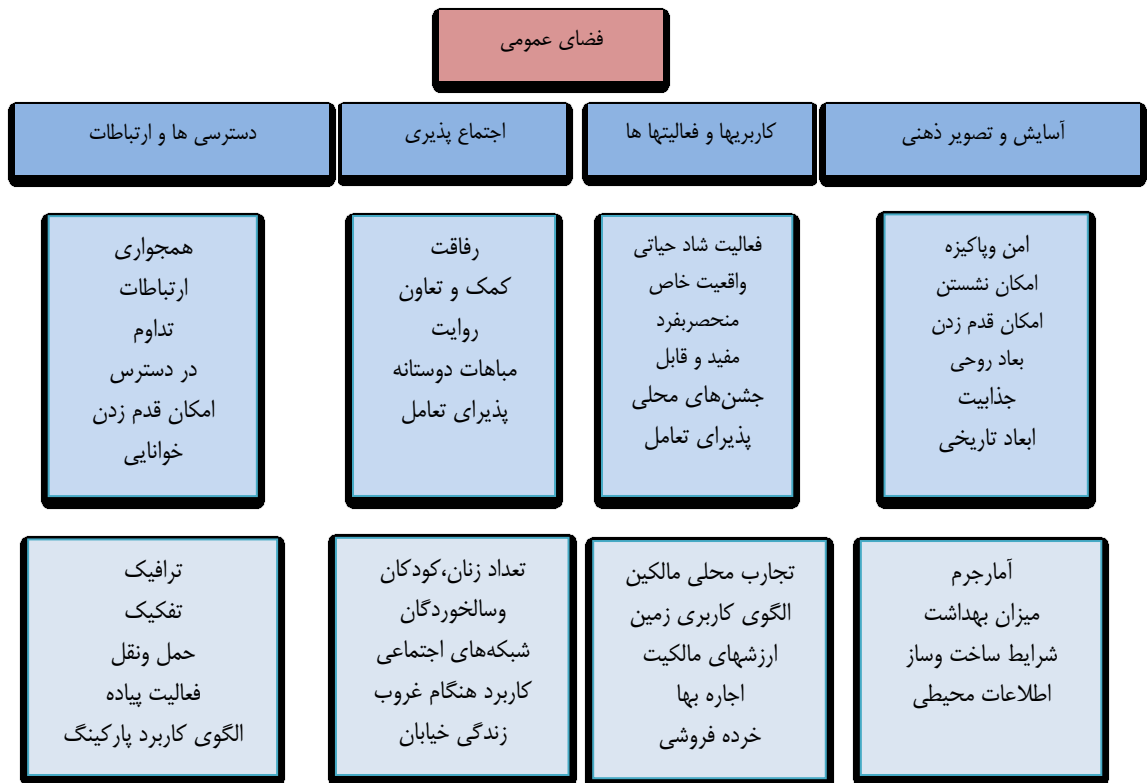 فضای عمومی
آسایش و تصویر ذهنی
کاربریها و فعالیتها ها
اجتماع پذیری
دسترسی ها و ارتباطات
امن وپاکیزه
امکان نشستن
امکان قدم زدن
بعاد روحی
جذابیت
ابعاد تاریخی
فعالیت شاد حیاتی
واقعیت خاص
منحصربفرد
مفید و قابل
جشن‌های محلی
پذیرای تعامل
رفاقت
کمک و تعاون
روایت
مباهات دوستانه
پذیرای تعامل
همجواری
ارتباطات
تداوم
در دسترس
امکان قدم زدن
خوانایی
آمارجرم
میزان بهداشت
شرایط ساخت وساز
اطلاعات محیطی
تجارب محلی مالکین
الگوی کاربری زمین
ارزشهای مالکیت
اجاره بها
خرده فروشی
تعداد زنان،کودکان
وسالخوردگان
شبکه‌های اجتماعی
کاربرد هنگام غروب
زندگی خیابان
ترافیک
تفکیک
حمل ونقل
فعالیت پیاده
الگوی کاربرد پارکینگ